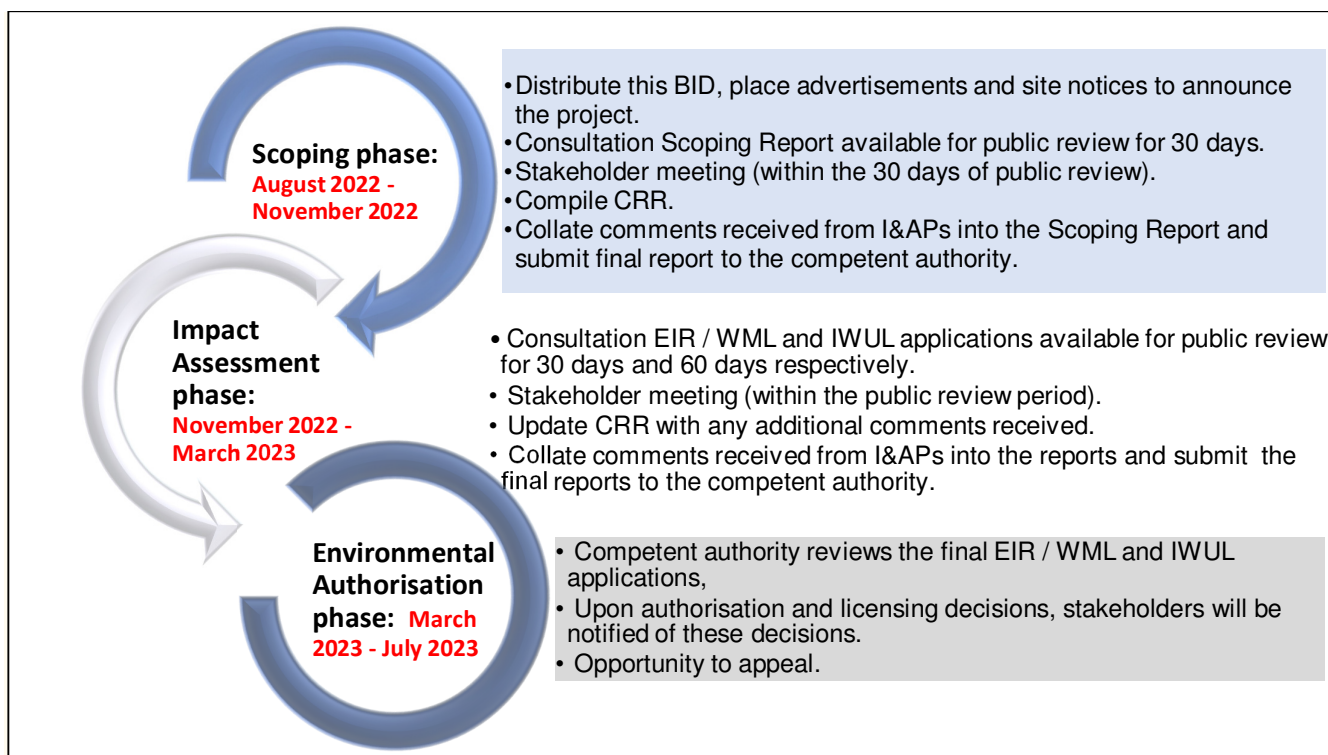 Scoping phase:
August 2022 -
November 2022
•Distribute this BID, place advertisements and site notices to announce
the project.
•Consultation Scoping Report available for public review for 30 days.
•Stakeholder meeting (within the 30 days of public review).
•Compile CRR.
•Collate comments received from I&APs into the Scoping Report and
submit final report to the competent authority.
Impact
Assessment
phase:
November 2022 -
March 2023
• Consultation EIR / WML and IWUL applications available for public review
for 30 days and 60 days respectively.
• Stakeholder meeting (within the public review period).
• Update CRR with any additional comments received.
• Collate comments received from I&APs into the reports and submit the
final reports to the competent authority.
Environmental
Authorisation
phase: March
2023 - July 2023
• Competent authority reviews the final EIR / WML and IWUL
applications,
• Upon authorisation and licensing decisions, stakeholders will be
notified of these decisions.
• Opportunity to appeal.